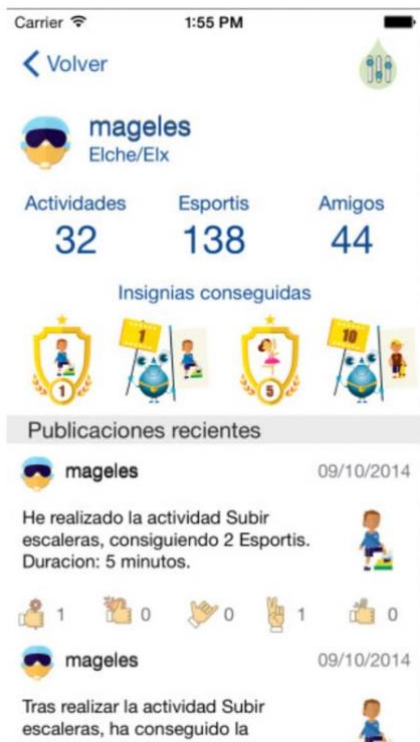 Carrier 1:55 PM
Volver
mageles
Elche/Elx
Actividades Esportis Amigos
32 138 44
Insignias conseguidas
1 1 5 10
Publicaciones recientes
mageles 09/10/2014
He realizado la actividad Subir
escaleras, consiguiendo 2 Esportis.
Duracion: 5 minutos.
1 0 0 1 0
mageles 09/10/2014
Tras realizar la actividad Subir
escaleras, ha conseguido la